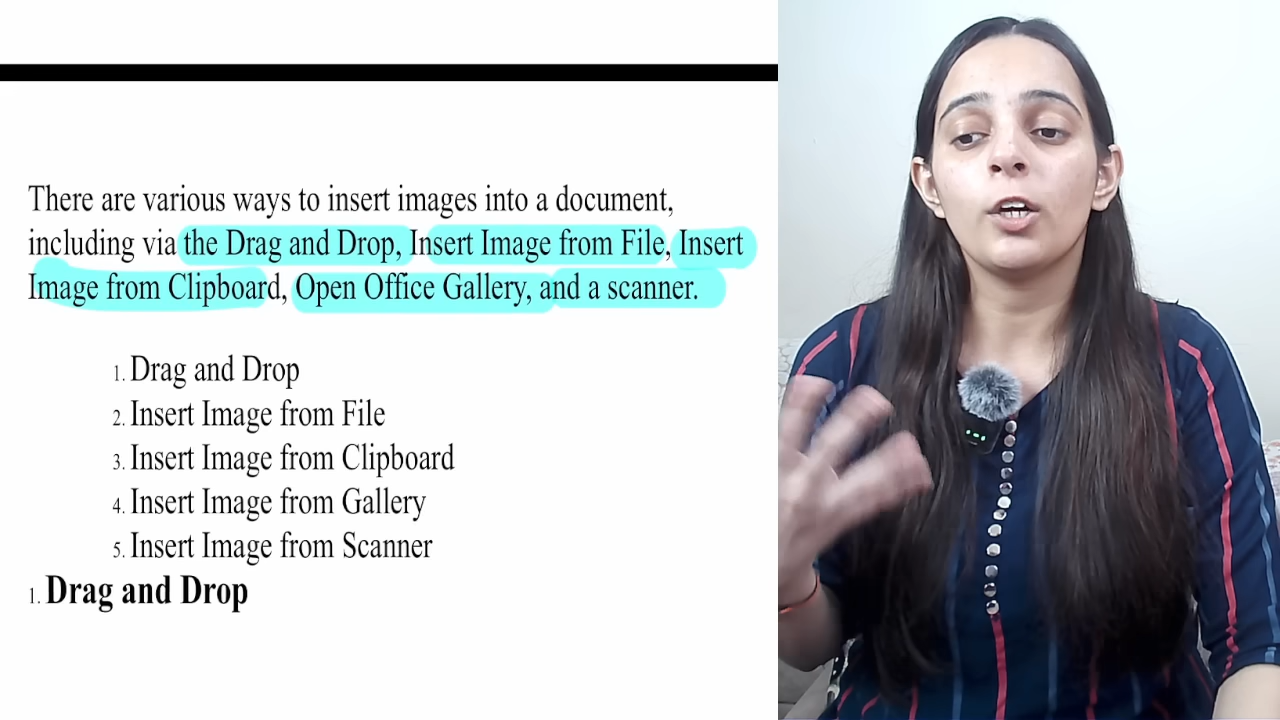 There are various ways to insert images into a document,
including via the Drag and Drop, Insert Image from File, Insert
Image from Clipboard, Open Office Gallery, and a scanner.
1. Drag and Drop
2. Insert Image from File
3. Insert Image from Clipboard
4. Insert Image from Gallery
5. Insert Image from Scanner
1. Drag and Drop